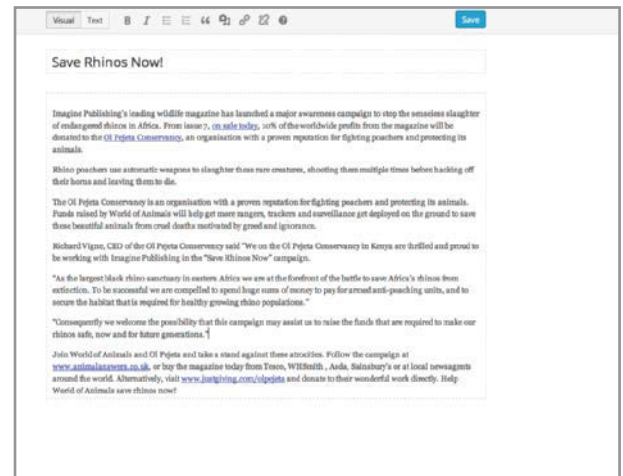 Visual Text B I “ Save
Save Rhinos Now!
Imagine Publishing's leading wildlife magazine has launched a major awareness campaign to stop the senseless slaughter
of endangered rhinos in Africa. From issue 7, on sale today, 10% of the worldwide profits from the magazine will be
donated to the Ol Pejeta Conservancy, an organisation with a proven reputation for fighting poachers and protecting its
animals.
Rhino poachers use automatic weapons to slaughter these rare creatures, shooting them multiple times before hacking off
their horns and leaving them to die.
The Ol Pejeta Conservancy is an organisation with a proven reputation for fighting poachers and protecting its animals.
Funds raised by World of Animals will help get more rangers, trackers and surveillance get deployed on the ground to save
these beautiful animals from cruel deaths motivated by greed and ignorance.
Richard Vigne, CEO of the Ol Pejeta Conservency said "We on the Ol Pejeta Conservancy in Kenya are thrilled and proud to
be working with Imagine Publishing in the "Save Rhinos Now" campaign.
"As the largest black rhino sanctuary in eastern Africa we are at the forefront of the battle to save Africa's rhinos from
extinction. To be successful we are compelled to spend huge sums of money to pay for armed anti-poaching units, and to
secure the habitat that is required for healthy growing rhino populations."
"Consequently we welcome the possibility that this campaign may assist us to raise the funds that are required to make our
rhinos safe, now and for future generations."
Join World of Animals and Ol Pejeta and take a stand against these atrocities. Follow the campaign at
www.animalanswers.co.uk, or buy the magazine today from Tesco, WHSmith , Asda, Sainsbury's or at local newsagents
around the world. Alternatively, visit www.justgiving.com/olpejeta and donate to their wonderful work directly. Help
World of Animals save rhinos now!